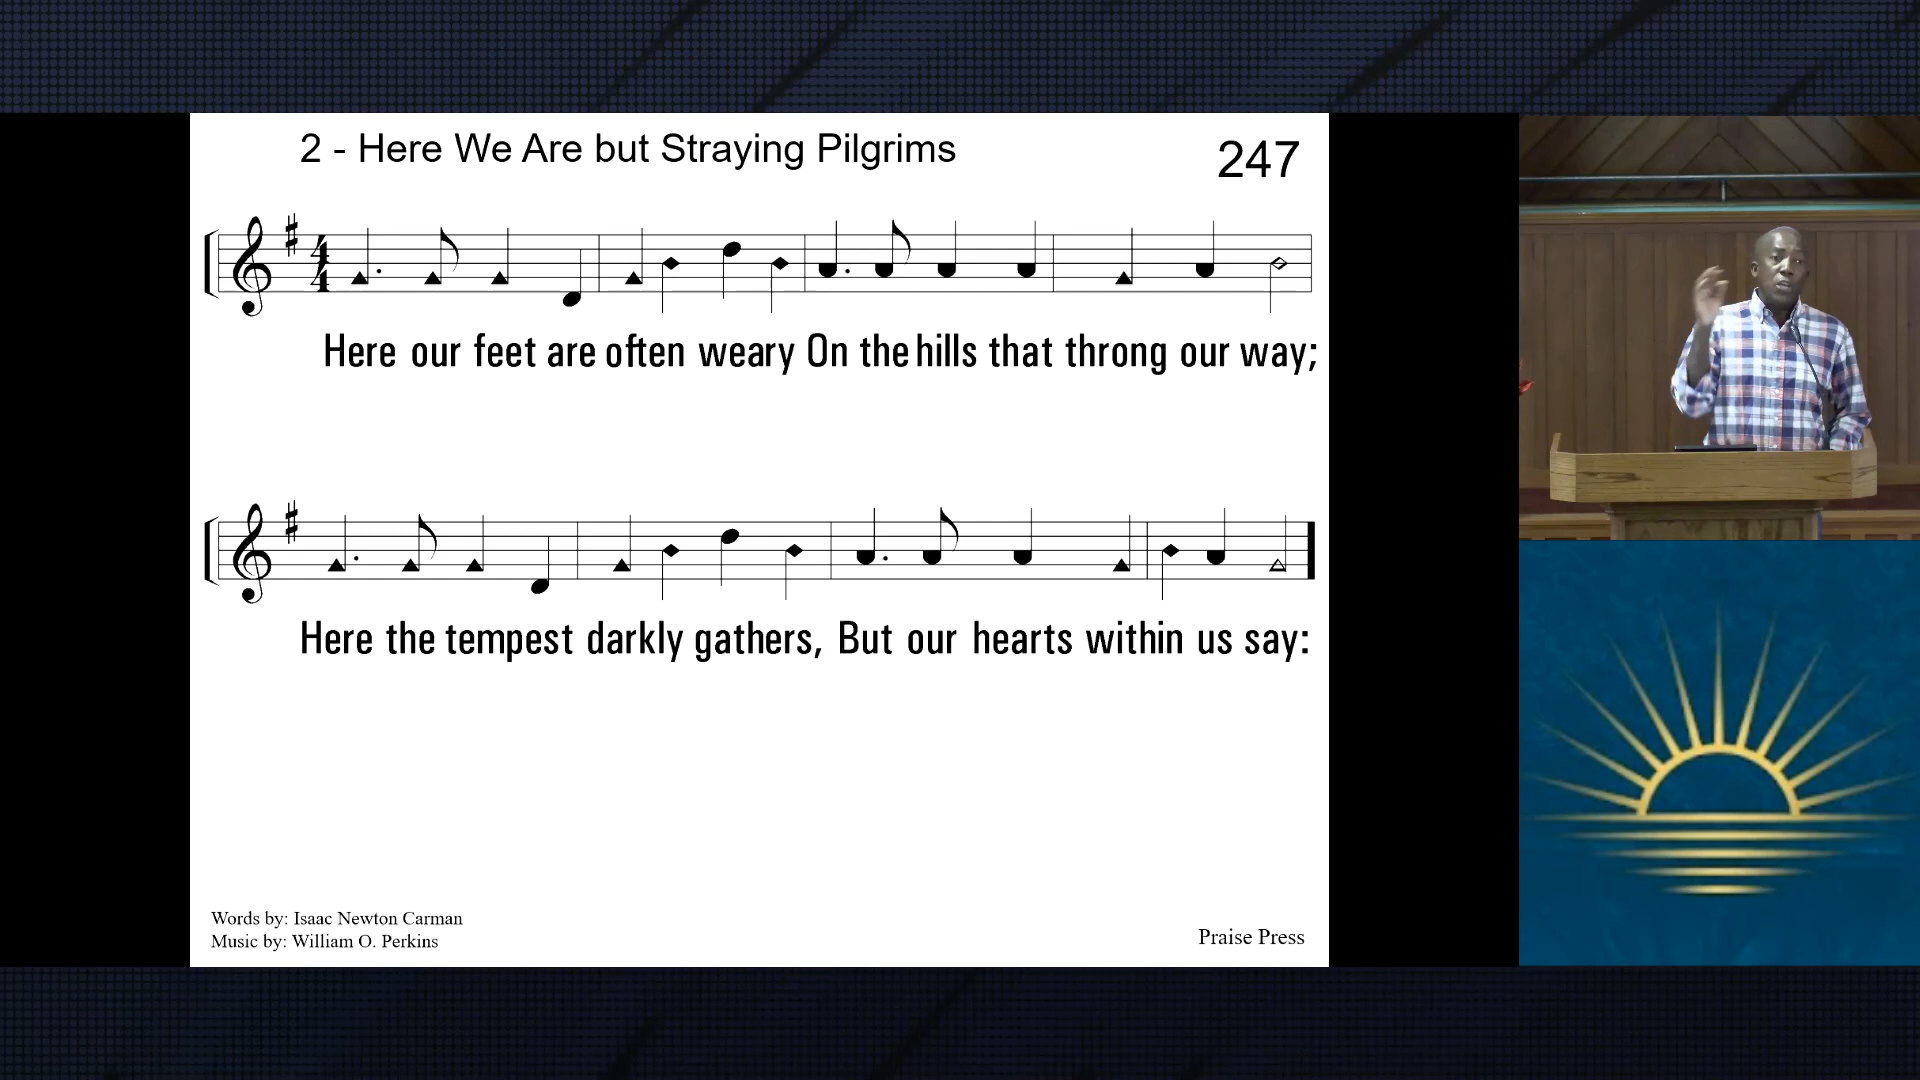 2 - Here We Are but Straying Pilgrims
247
4
4
Here our feet are often weary On the hills that throng our way;
Here the tempest darkly gathers, But our hearts within us say:
Words by: Isaac Newton Carman
Music by: William O. Perkins
Praise Press